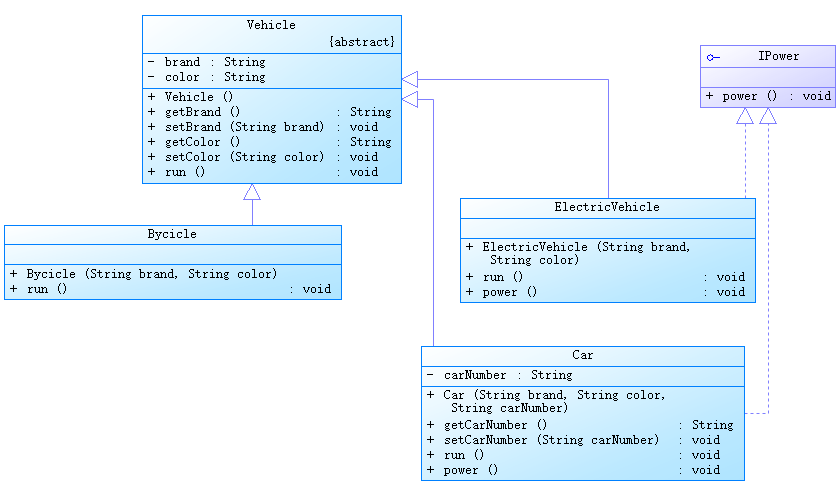 Vehicle
{abstract}
- brand : String
- color : String
+ Vehicle ()
+ getBrand () : String
+ setBrand (String brand) : void
+ getColor () : String
+ setColor (String color) : void
+ run () : void
IPower
+ power () : void
Bycicle
+ Bycicle (String brand, String color)
+ run () : void
ElectricVehicle
+ ElectricVehicle (String brand,
String color)
+ run () : void
+ power () : void
Car
- carNumber : String
+ Car (String brand, String color,
String carNumber)
+ getCarNumber () : String
+ setCarNumber (String carNumber) : void
+ run () : void
+ power () : void